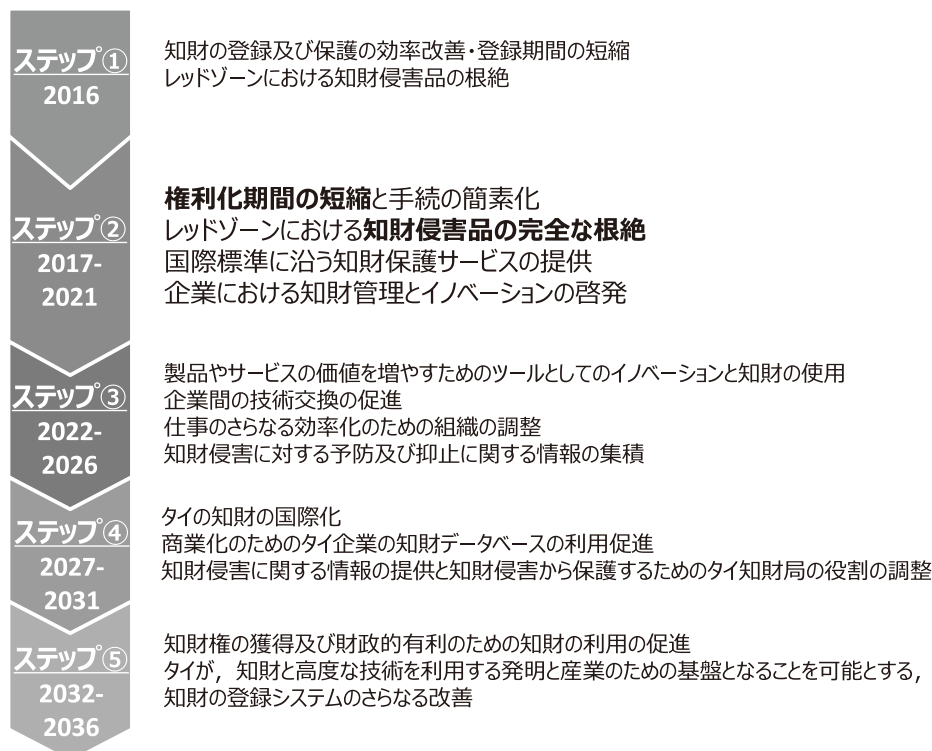 ステップ①
2016
知財の登録及び保護の効率改善・登録期間の短縮
レッドゾーンにおける知財侵害品の根絶
ステップ②
2017-
2021
権利化期間の短縮と手続の簡素化
レッドゾーンにおける知財侵害品の完全な根絶
国際標準に沿う知財保護サービスの提供
企業における知財管理とイノベーションの啓発
ステップ③
2022-
2026
製品やサービスの価値を増やすためのツールとしてのイノベーションと知財の使用
企業間の技術交換の促進
仕事のさらなる効率化のための組織の調整
知財侵害に対する予防及び抑止に関する情報の集積
ステップ④
2027-
2031
タイの知財の国際化
商業化のためのタイ企業の知財データベースの利用促進
知財侵害に関する情報の提供と知財侵害から保護するためのタイ知財局の役割の調整
ステップ⑤
2032-
2036
知財権の獲得及び財政的有利のための知財の利用の促進
タイが，知財と高度な技術を利用する発明と産業のための基盤となることを可能とする，
知財の登録システムのさらなる改善